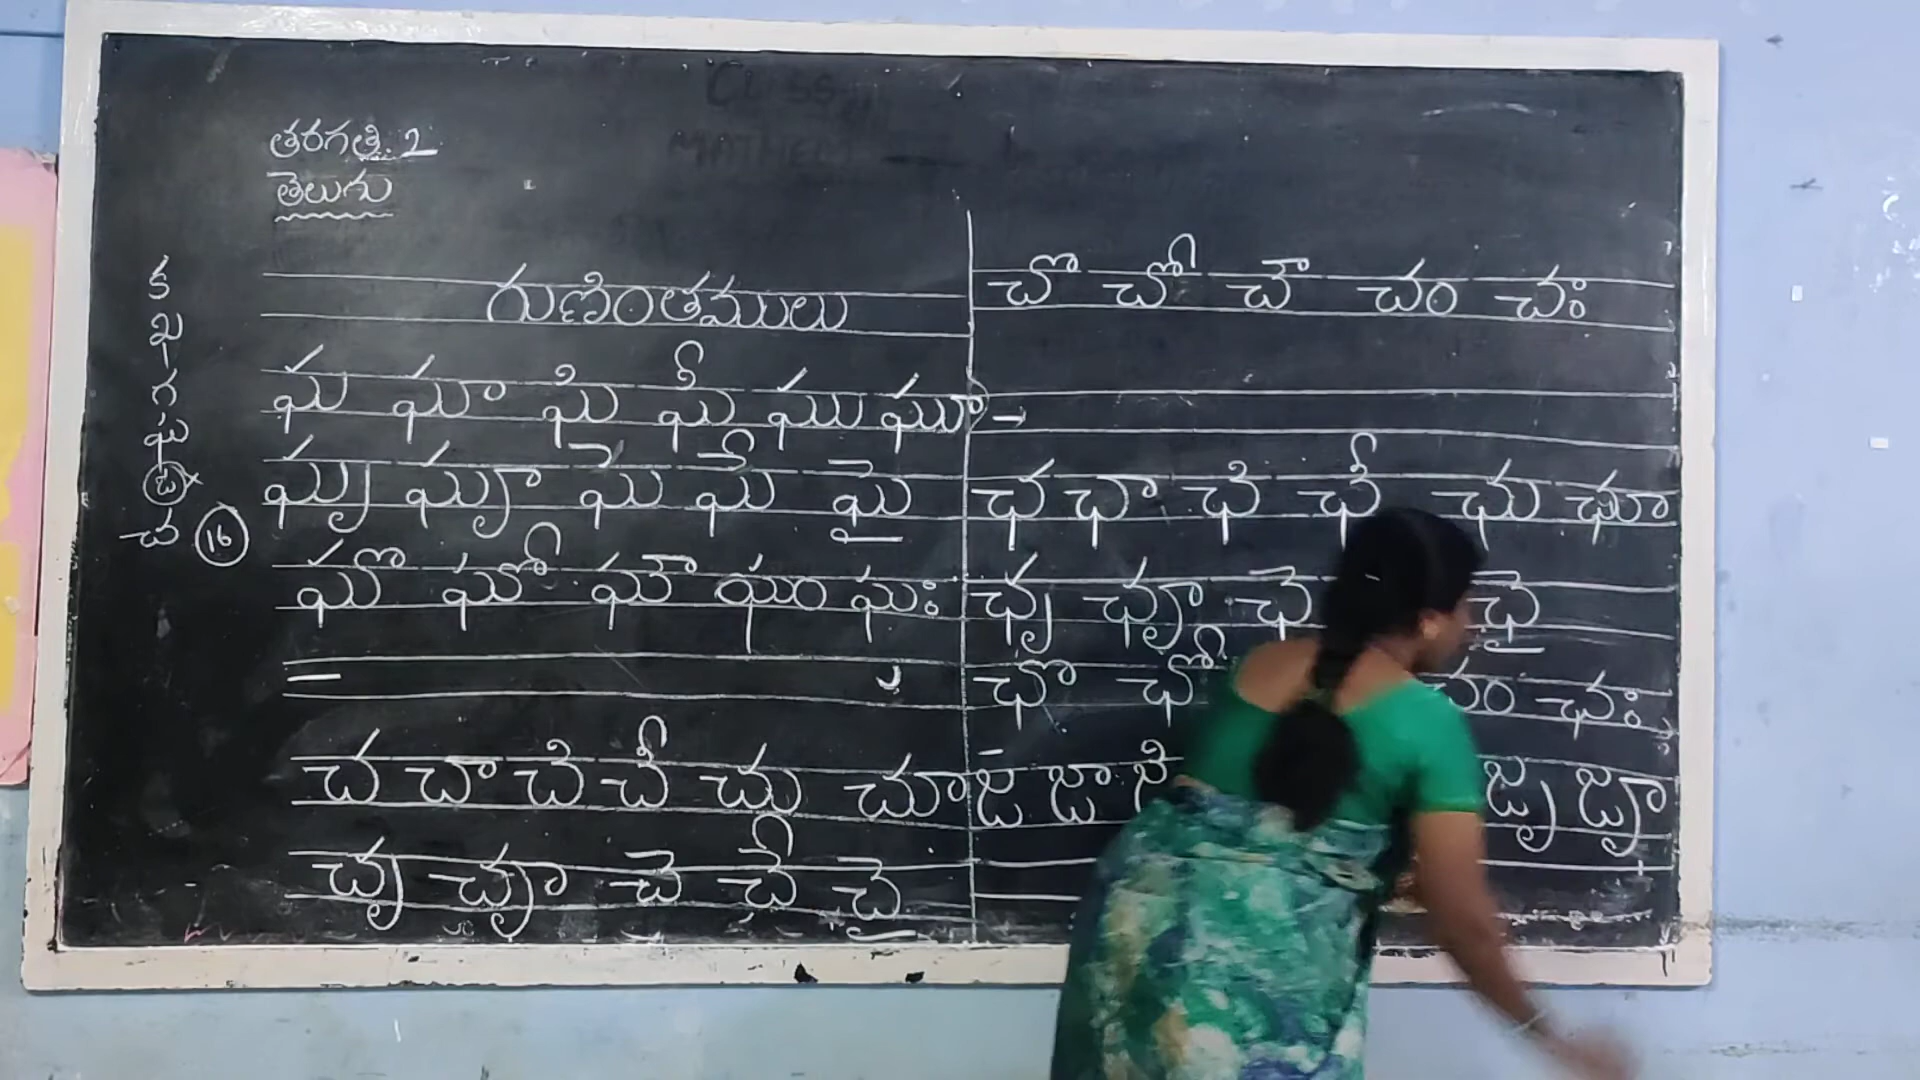 తరగతి. 2
తెలుగు
క
ఖ
గ
ఘ
ఙ
చ
16
గుణింతములు
ఘ ఘా ఘి ఘీ ఘు ఘూ
ఘృ ఘౄ ఘె ఘే ఘై
ఘొ ఘో ఘౌ ఘం ఘః
చ చా చి చీ చు చూ
చృ చౄ చె చే చై
చొ చో చౌ చం చః
ఛ ఛా ఛి ఛీ ఛు ఛూ
ఛృ ఛౄ ఛె ఛై
ఛొ ఛో ఛం ఛః
జ జా జి జృ జౄ